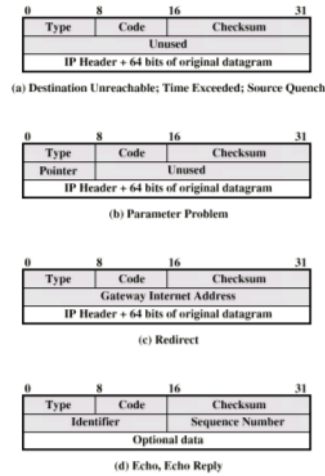 0 8 16 31
Type Code Checksum
Unused
IP Header + 64 bits of original datagram
(a) Destination Unreachable; Time Exceeded; Source Quench
0 8 16 31
Type Code Checksum
Pointer Unused
IP Header + 64 bits of original datagram
(b) Parameter Problem
0 8 16 31
Type Code Checksum
Gateway Internet Address
IP Header + 64 bits of original datagram
(c) Redirect
0 8 16 31
Type Code Checksum
Identifier Sequence Number
Optional data
(d) Echo, Echo Reply